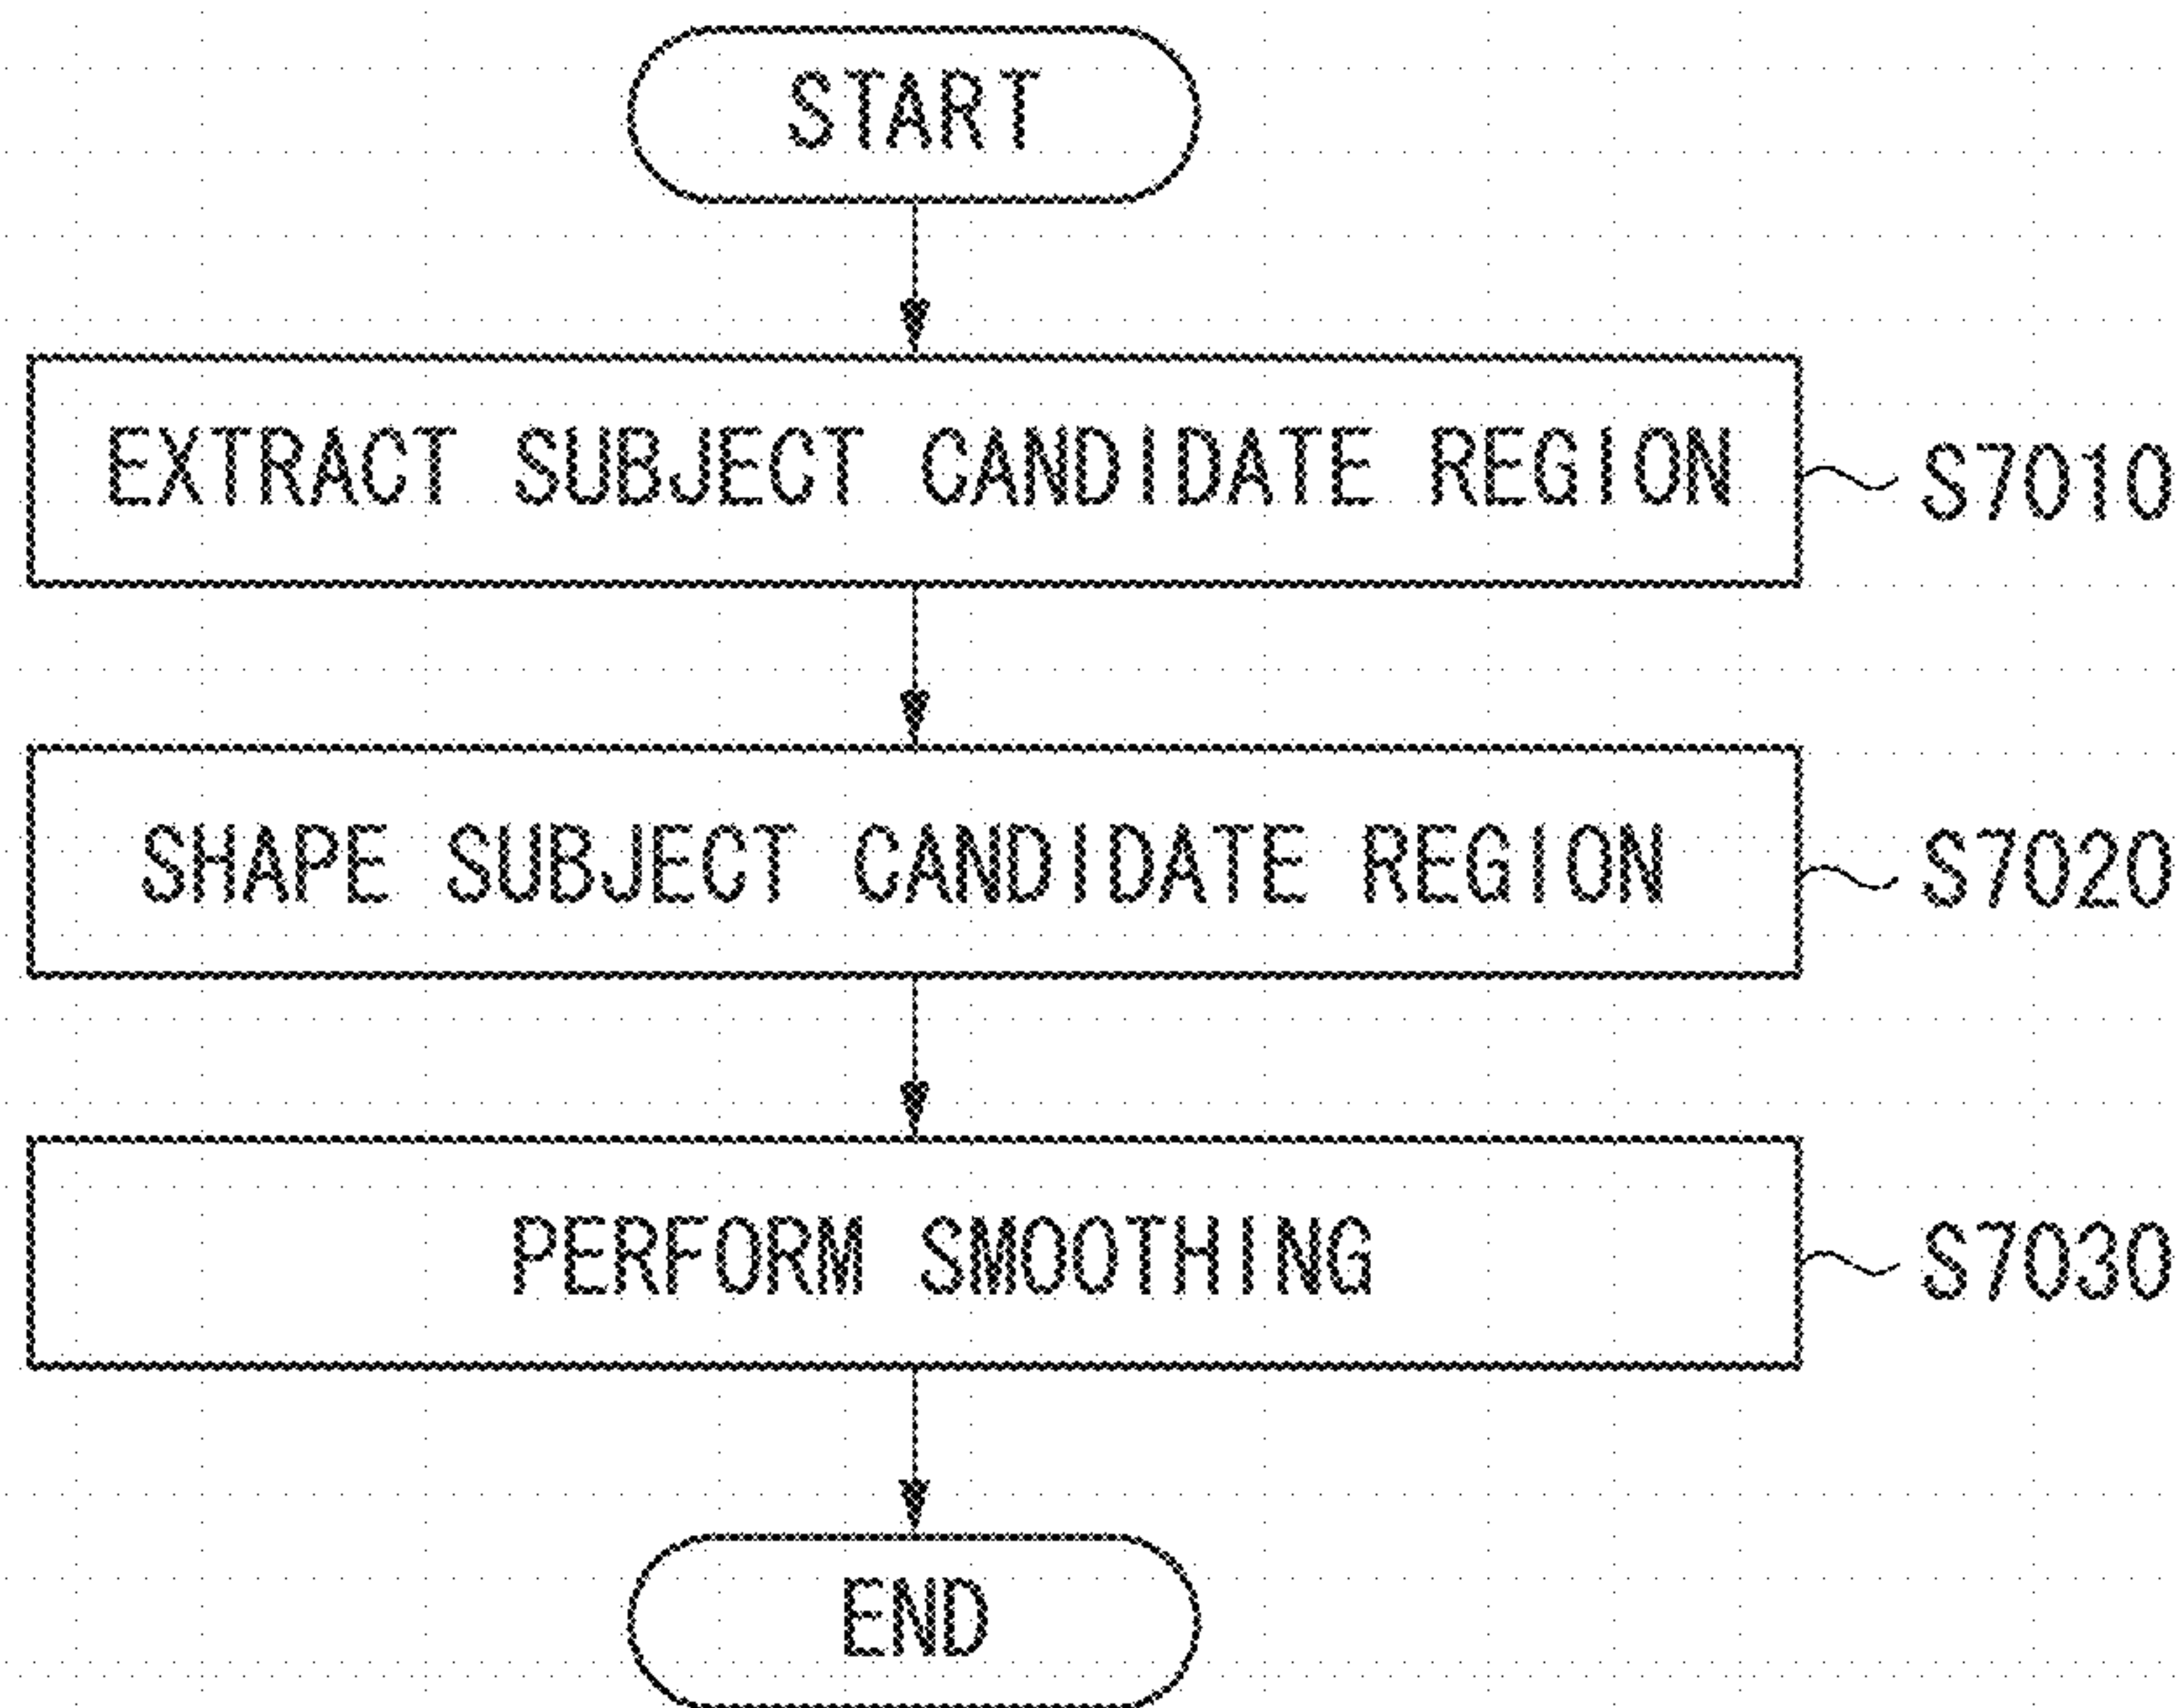 START
EXTRACT SUBJECT CANDIDATE REGION
S7010
SHAPE SUBJECT CANDIDATE REGION
S7020
PERFORM SMOOTHING
S7030
END